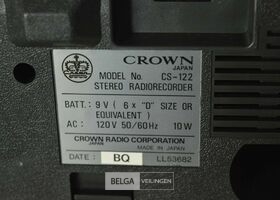 CROWN
JAPAN
MODEL No. CS-122
STEREO RADIORECORDER
BATT.: 9V ( 6 x "D" SIZE OR
EQUIVALENT )
AC: 120V 50/60Hz 10W
CROWN RADIO CORPORATION
MADE IN JAPAN
DATE: BQ LL53682
BELGA VEILINGEN